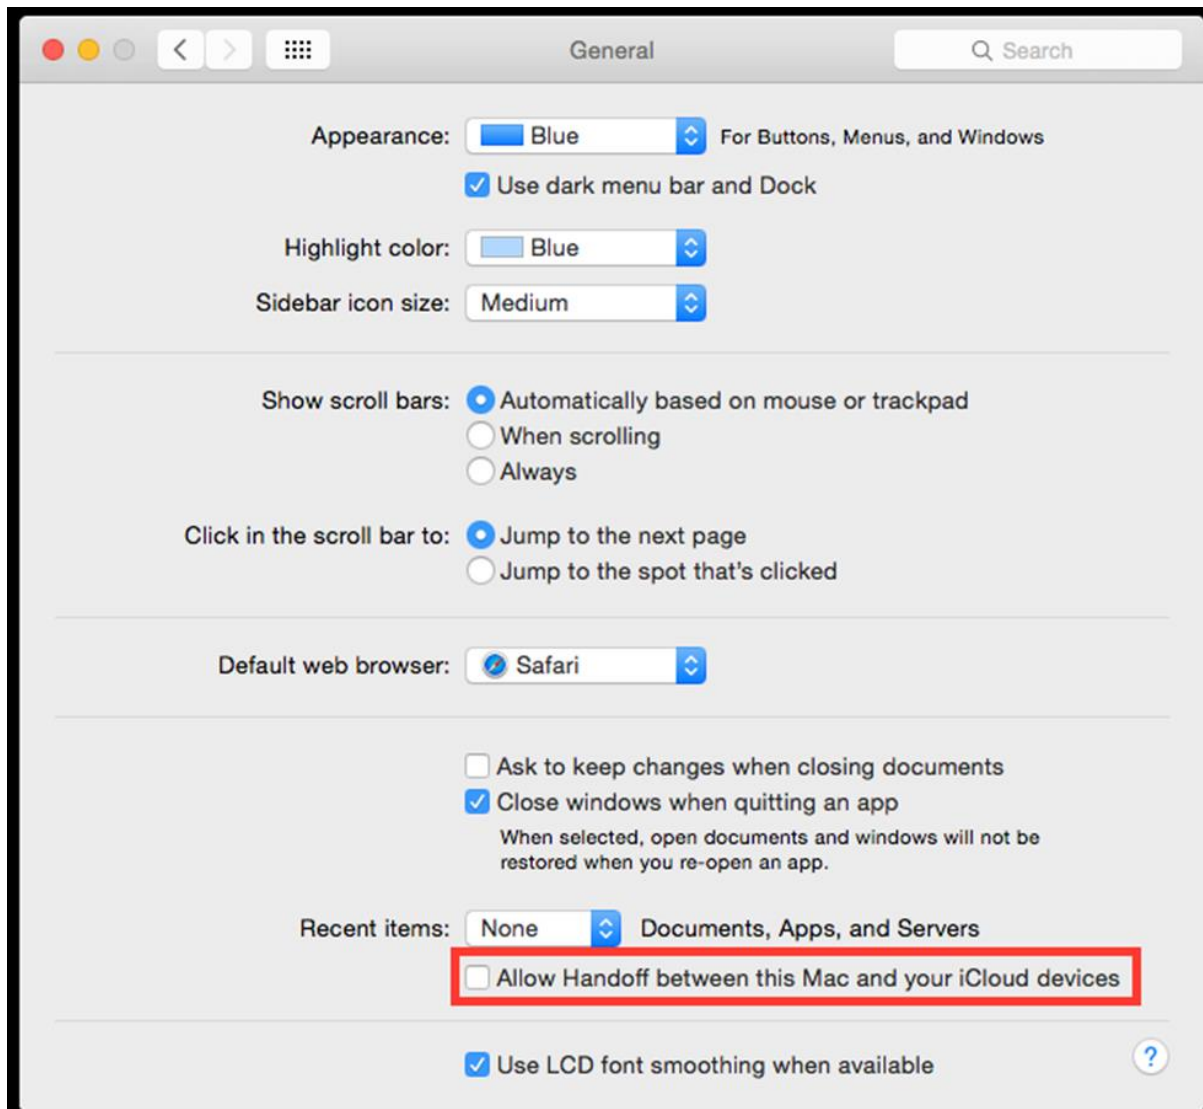 General
Search
Appearance: Blue For Buttons, Menus, and Windows
Use dark menu bar and Dock
Highlight color: Blue
Sidebar icon size: Medium
Show scroll bars: Automatically based on mouse or trackpad
When scrolling
Always
Click in the scroll bar to: Jump to the next page
Jump to the spot that's clicked
Default web browser: Safari
Ask to keep changes when closing documents
Close windows when quitting an app
When selected, open documents and windows will not be
restored when you re-open an app.
Recent items: None Documents, Apps, and Servers
Allow Handoff between this Mac and your iCloud devices
Use LCD font smoothing when available
?